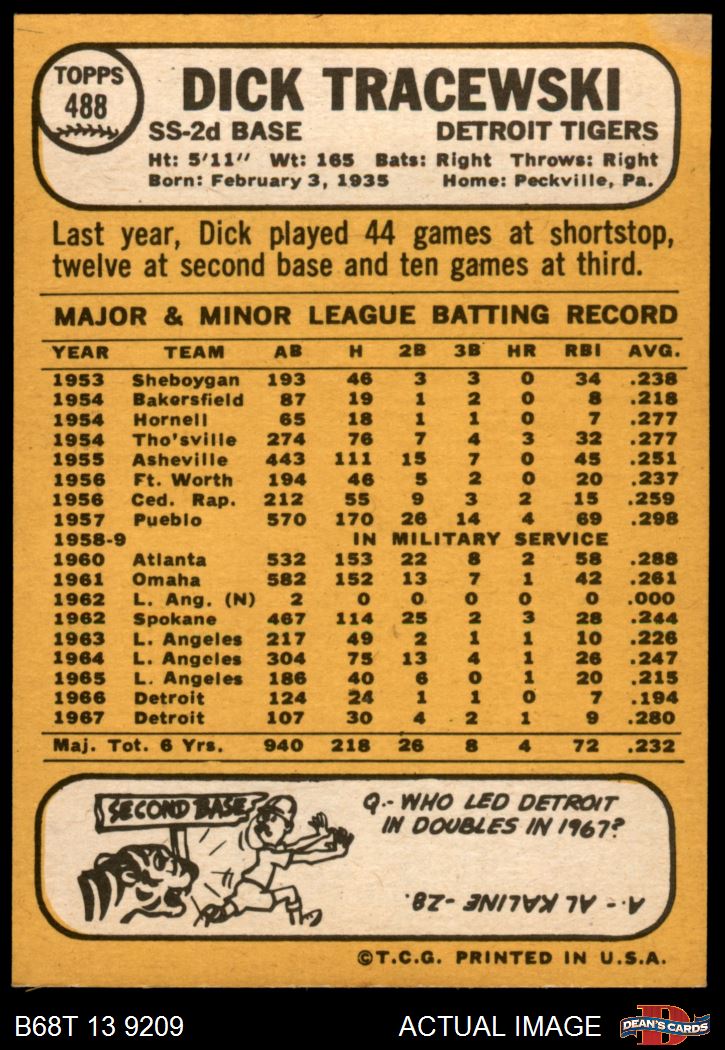 TOPPS
488
DICK TRACEWSKI
SS-2d BASE DETROIT TIGERS
Ht: 5'11" Wt: 165 Bats: Right Throws: Right
Born: February 3, 1935 Home: Peckville, Pa.
Last year, Dick played 44 games at shortstop,
twelve at second base and ten games at third.
MAJOR & MINOR LEAGUE BATTING RECORD
YEAR TEAM AB H 2B 3B HR RBI AVG.
1953 Sheboygan 193 46 3 3 0 34 .238
1954 Bakersfield 87 19 1 2 0 8 .218
1954 Hornell 65 18 1 1 0 7 .277
1954 Tho'sville 274 76 7 4 3 32 .277
1955 Asheville 443 111 15 7 0 45 .251
1956 Ft. Worth 194 46 5 2 0 20 .237
1956 Ced. Rap. 212 55 9 3 2 15 .259
1957 Pueblo 570 170 26 14 4 69 .298
1958-9 IN MILITARY SERVICE
1960 Atlanta 532 153 22 8 2 58 .288
1961 Omaha 582 152 13 7 1 42 .261
1962 L. Ang. (N) 2 0 0 0 0 0 .000
1962 Spokane 467 114 25 2 3 28 .244
1963 L. Angeles 217 49 2 1 1 10 .226
1964 L. Angeles 304 75 13 4 1 26 .247
1965 L. Angeles 186 40 6 0 1 20 .215
1966 Detroit 124 24 1 1 0 7 .194
1967 Detroit 107 30 4 2 1 9 .280
Maj. Tot. 6 Yrs. 940 218 26 8 4 72 .232
SECOND BASE
Q.- WHO LED DETROIT
IN DOUBLES IN 1967?
A.- AL KALINE -28.
©T.C.G. PRINTED IN U.S.A.
B68T 13 9209 ACTUAL IMAGE
D
DEAN'S CARDS